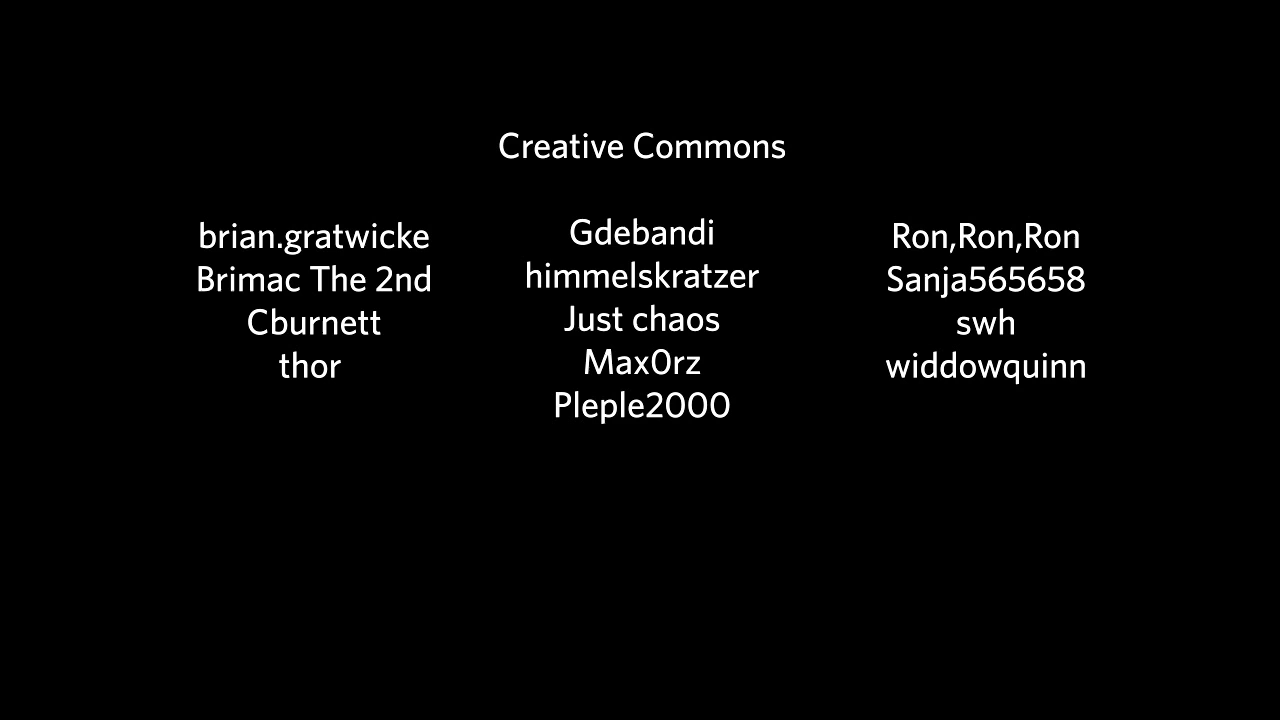 Creative Commons
brian.gratwicke
Brimac The 2nd
Cburnett
thor
Gdebandi
himmelskratzer
Just chaos
Max0rz
Pleple2000
Ron,Ron,Ron
Sanja565658
swh
widdowquinn